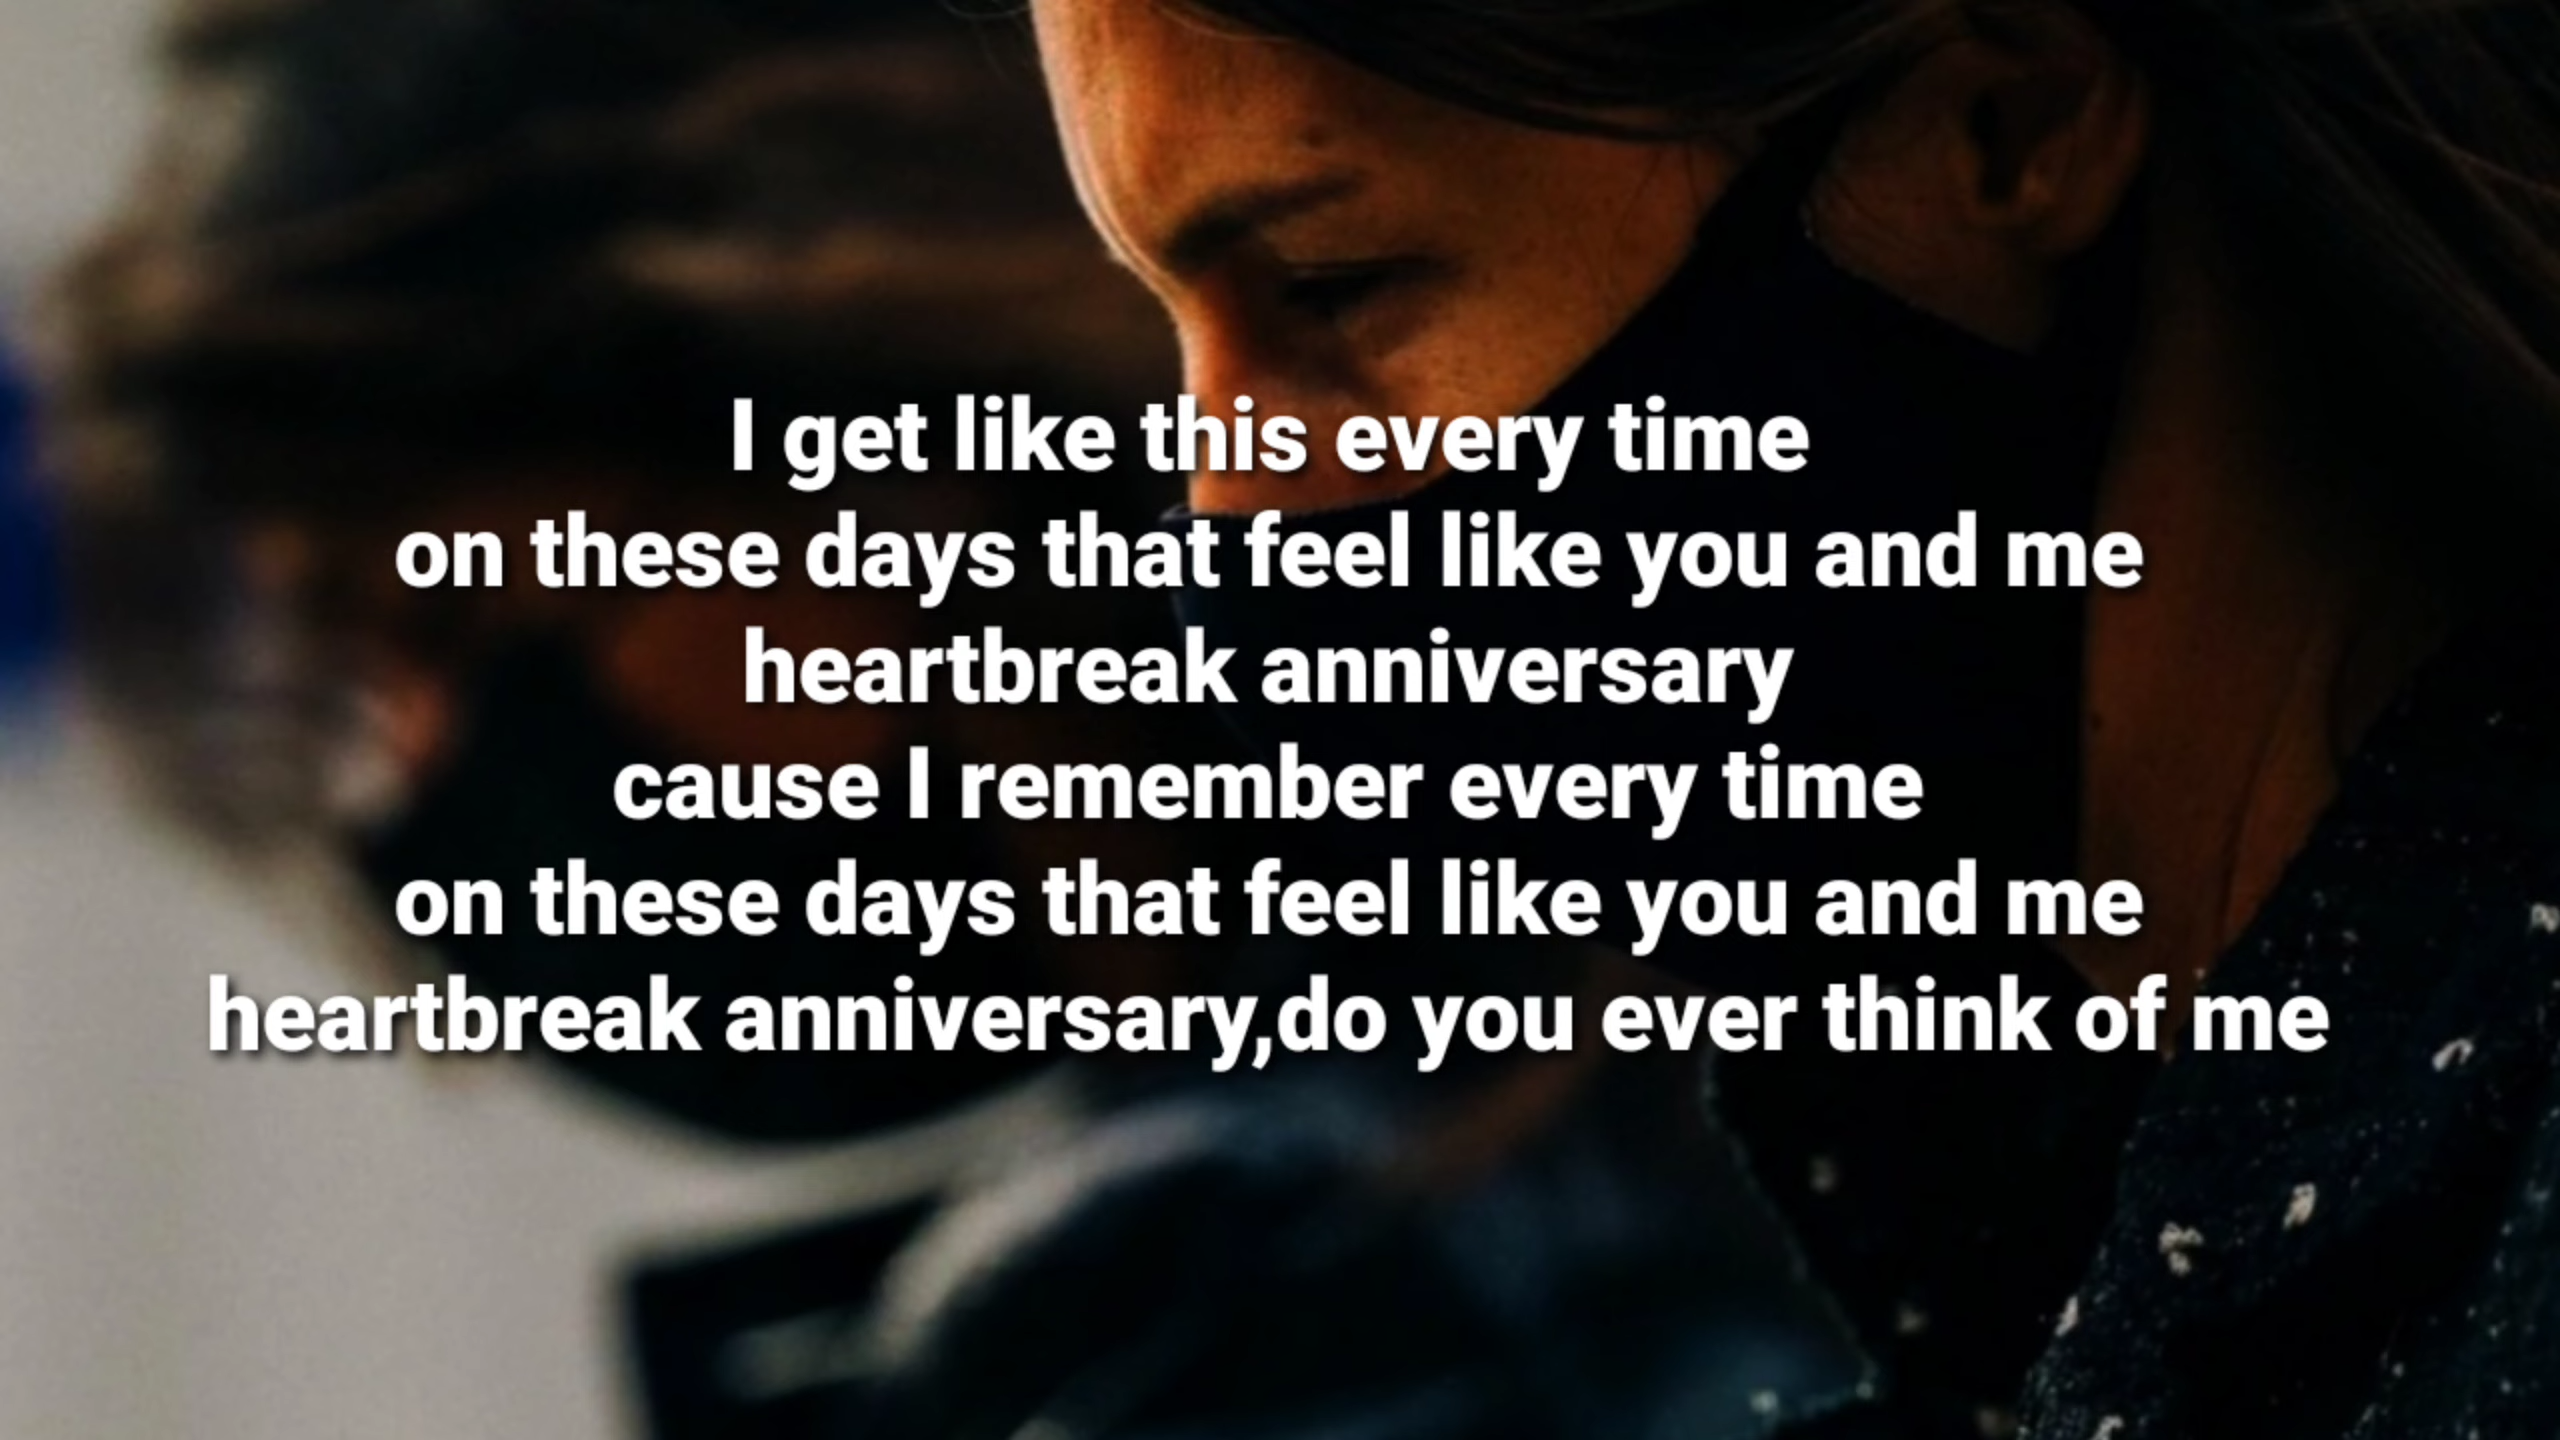 I get like this every time
on these days that feel like you and me
heartbreak anniversary
cause I remember every time
on these days that feel like you and me
heartbreak anniversary,do you ever think of me